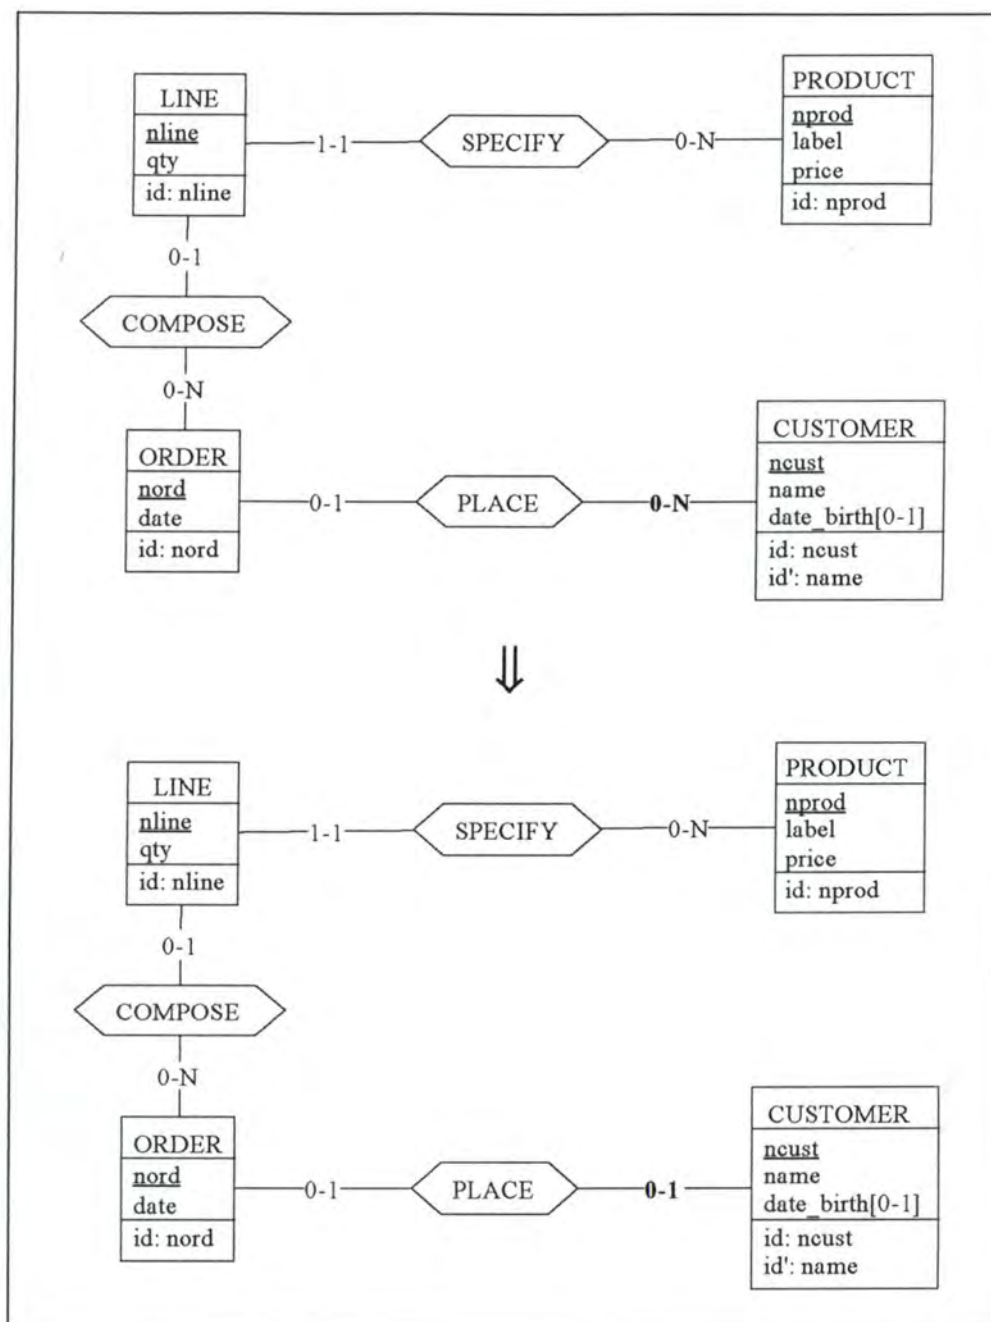 LINE
nline
qty
id: nline
1-1
SPECIFY
0-N
PRODUCT
nprod
label
price
id: nprod
0-1
COMPOSE
0-N
ORDER
nord
date
id: nord
0-1
PLACE
0-N
CUSTOMER
ncust
name
date_birth[0-1]
id: ncust
id': name
⇓
LINE
nline
qty
id: nline
1-1
SPECIFY
0-N
PRODUCT
nprod
label
price
id: nprod
0-1
COMPOSE
0-N
ORDER
nord
date
id: nord
0-1
PLACE
0-1
CUSTOMER
ncust
name
date_birth[0-1]
id: ncust
id': name